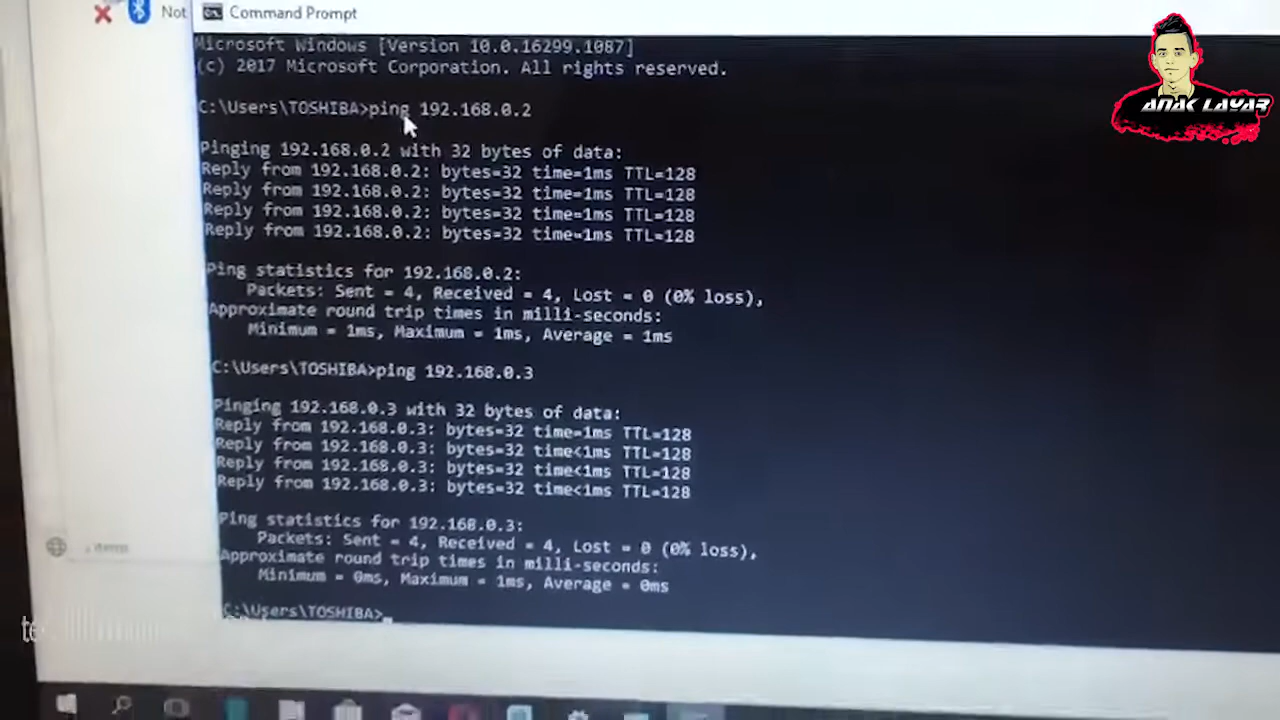 Not
Command Prompt
ANAK LAYAR
Microsoft Windows [Version 10.0.16299.1087]
(c) 2017 Microsoft Corporation. All rights reserved.
C:\Users\TOSHIBA>ping 192.168.0.2
Pinging 192.168.0.2 with 32 bytes of data:
Reply from 192.168.0.2: bytes=32 time=1ms TTL=128
Reply from 192.168.0.2: bytes=32 time=1ms TTL=128
Reply from 192.168.0.2: bytes=32 time=1ms TTL=128
Reply from 192.168.0.2: bytes=32 time=1ms TTL=128
Ping statistics for 192.168.0.2:
Packets: Sent = 4, Received = 4, Lost = 0 (0% loss),
Approximate round trip times in milli-seconds:
Minimum = 1ms, Maximum = 1ms, Average = 1ms
C:\Users\TOSHIBA>ping 192.168.0.3
Pinging 192.168.0.3 with 32 bytes of data:
Reply from 192.168.0.3: bytes=32 time=1ms TTL=128
Reply from 192.168.0.3: bytes=32 time<1ms TTL=128
Reply from 192.168.0.3: bytes=32 time<1ms TTL=128
Reply from 192.168.0.3: bytes=32 time<1ms TTL=128
Ping statistics for 192.168.0.3:
Packets: Sent = 4, Received = 4, Lost = 0 (0% loss),
Approximate round trip times in milli-seconds:
Minimum = 0ms, Maximum = 1ms, Average = 0ms
C:\Users\TOSHIBA>_
items